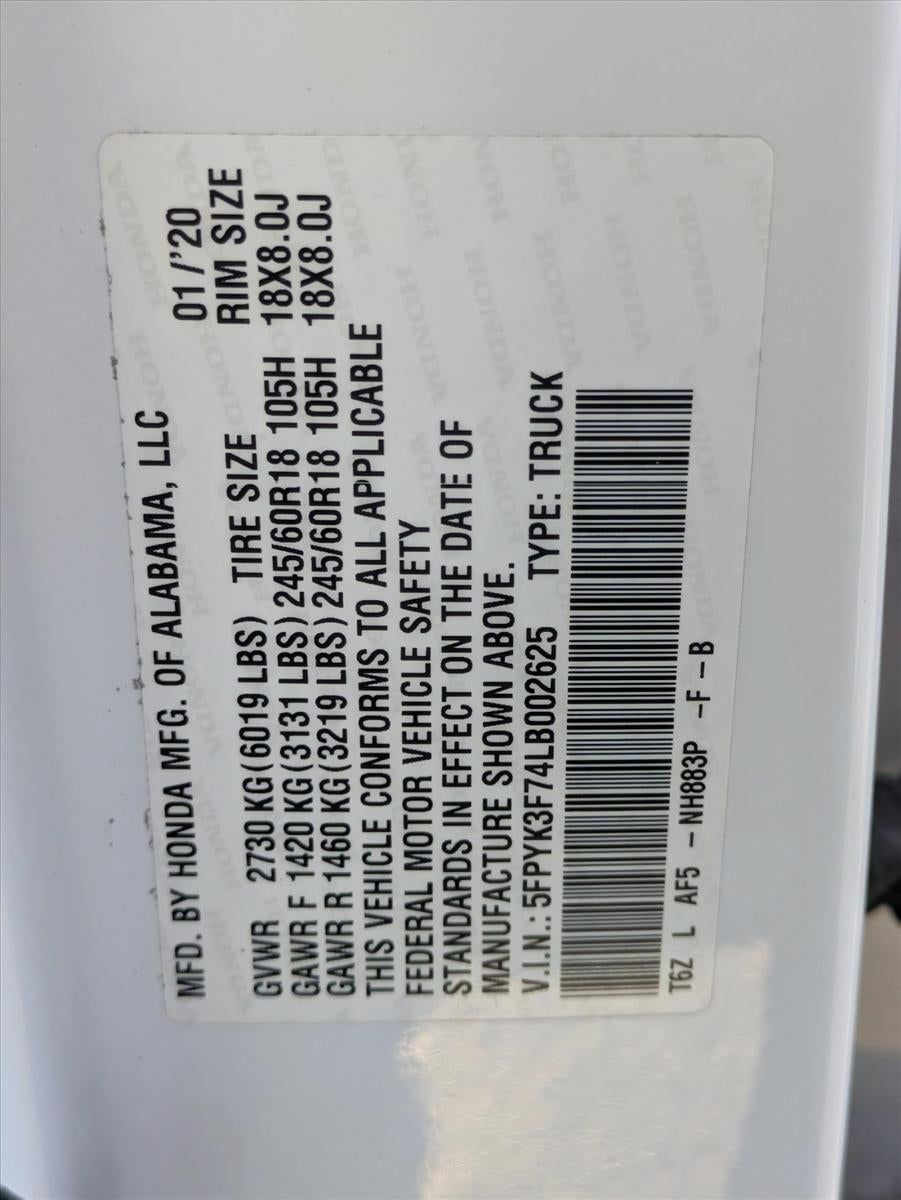 MFD. BY HONDA MFG. OF ALABAMA, LLC 01/'20
GVWR 2730 KG(6019 LBS) TIRE SIZE RIM SIZE
GAWR F 1420 KG(3131 LBS) 245/60R18 105H 18X8.0J
GAWR R 1460 KG(3219 LBS) 245/60R18 105H 18X8.0J
THIS VEHICLE CONFORMS TO ALL APPLICABLE
FEDERAL MOTOR VEHICLE SAFETY
STANDARDS IN EFFECT ON THE DATE OF
MANUFACTURE SHOWN ABOVE.
V.I.N.: 5FPYK3F74LB002625 TYPE: TRUCK
T6Z L AF5 - NH883P - F - B